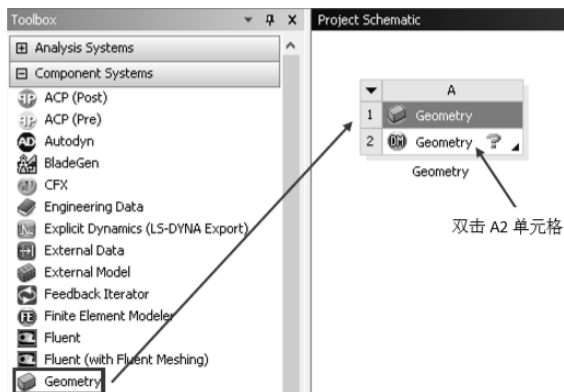 Toolbox
Analysis Systems
Component Systems
ACP (Post)
ACP (Pre)
Autodyn
BladeGen
CFX
Engineering Data
Explicit Dynamics (LS-DYNA Export)
External Data
External Model
Feedback Iterator
Finite Element Modeler
Fluent
Fluent (with Fluent Meshing)
Geometry
Project Schematic
A
1 Geometry
2 DM Geometry ?
Geometry
双击 A2 单元格